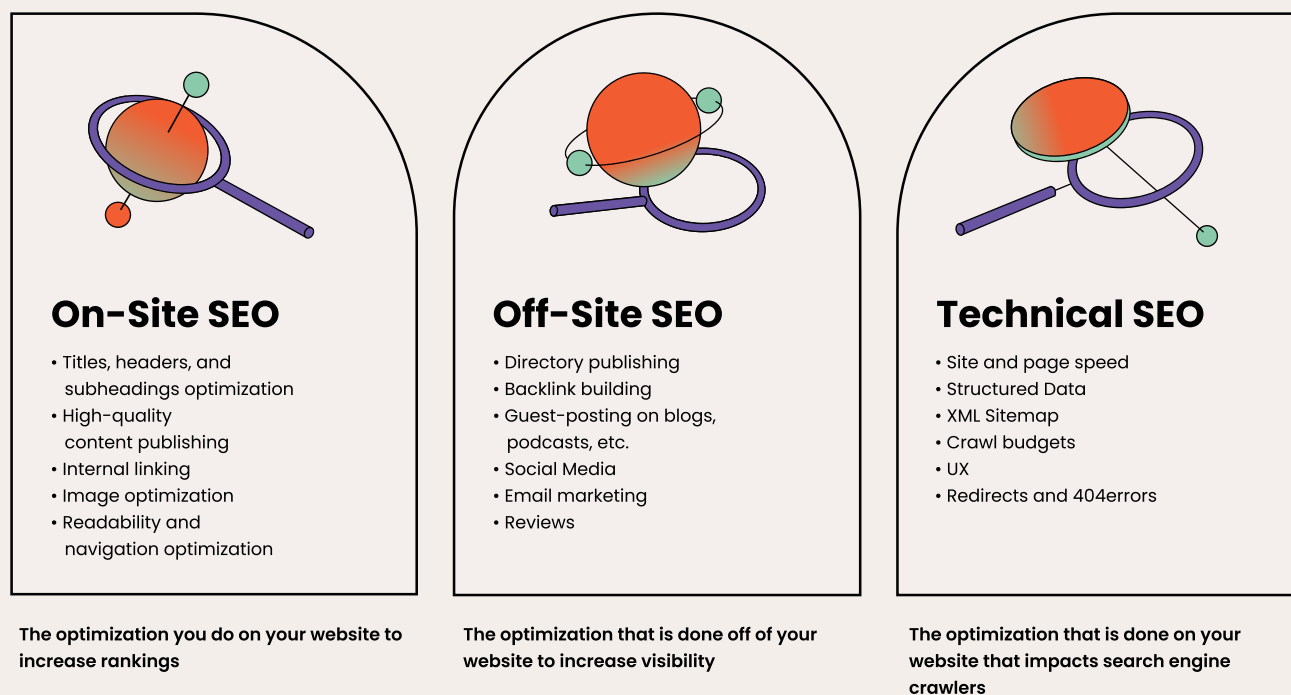 On-Site SEO
• Titles, headers, and
subheadings optimization
• High-quality
content publishing
• Internal linking
• Image optimization
• Readability and
navigation optimization
The optimization you do on your website to
increase rankings
Off-Site SEO
• Directory publishing
• Backlink building
• Guest-posting on blogs,
podcasts, etc.
• Social Media
• Email marketing
• Reviews
The optimization that is done off of your
website to increase visibility
Technical SEO
• Site and page speed
• Structured Data
• XML Sitemap
• Crawl budgets
• UX
• Redirects and 404errors
The optimization that is done on your
website that impacts search engine
crawlers